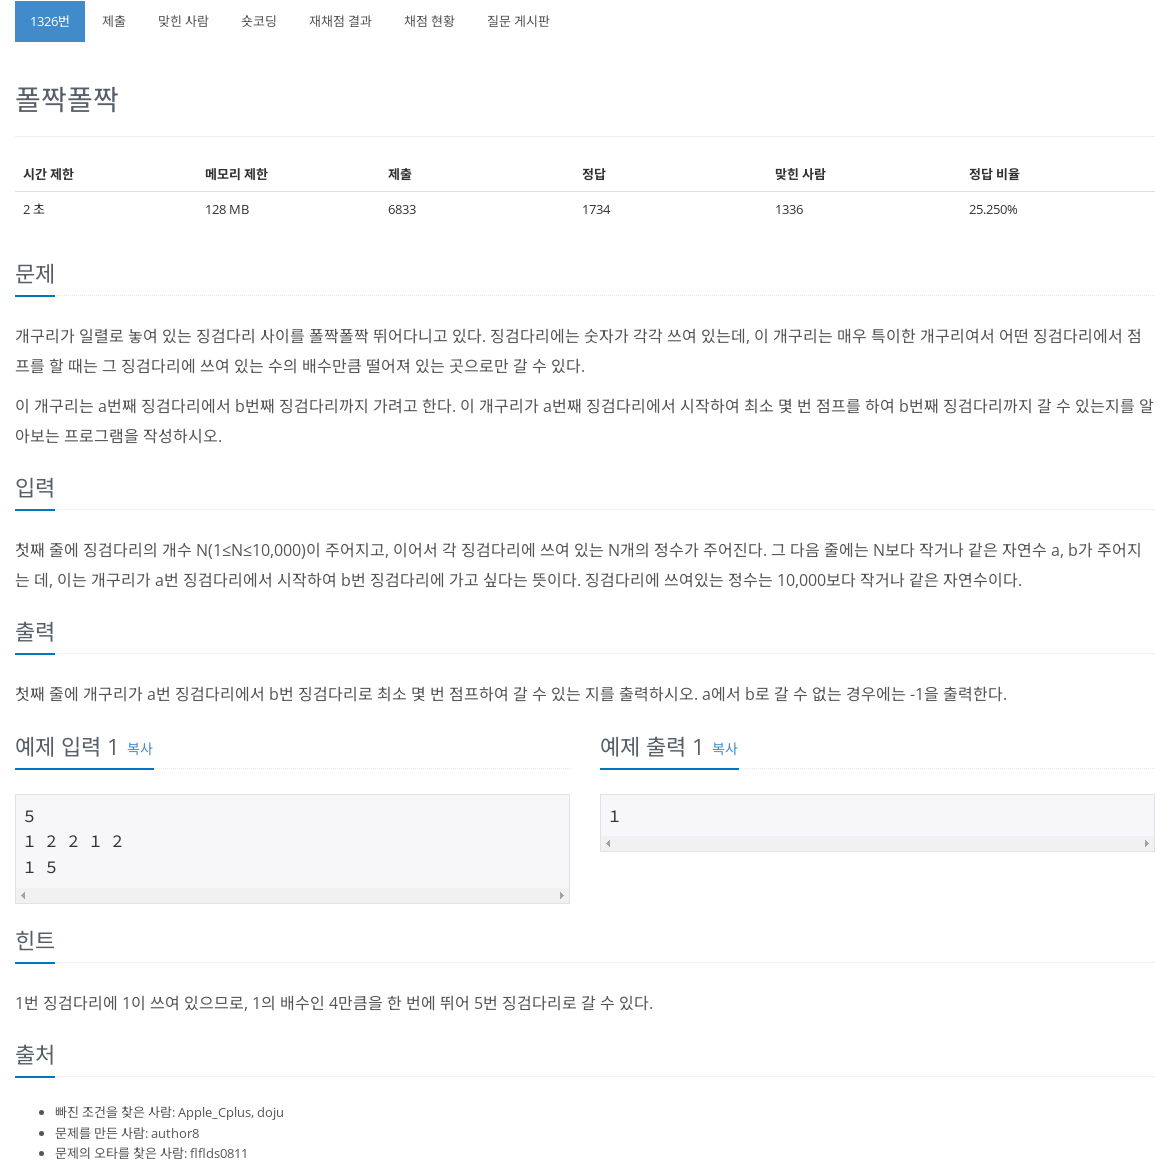 1326번 제출 맞힌 사람 숏코딩 재채점 결과 채점 현황 질문 게시판
폴짝폴짝
시간 제한 메모리 제한 제출 정답 맞힌 사람 정답 비율
2 초 128 MB 6833 1734 1336 25.250%
문제
개구리가 일렬로 놓여 있는 징검다리 사이를 폴짝폴짝 뛰어다니고 있다. 징검다리에는 숫자가 각각 쓰여 있는데, 이 개구리는 매우 특이한 개구리여서 어떤 징검다리에서 점
프를 할 때는 그 징검다리에 쓰여 있는 수의 배수만큼 떨어져 있는 곳으로만 갈 수 있다.
이 개구리는 a번째 징검다리에서 b번째 징검다리까지 가려고 한다. 이 개구리가 a번째 징검다리에서 시작하여 최소 몇 번 점프를 하여 b번째 징검다리까지 갈 수 있는지를 알
아보는 프로그램을 작성하시오.
입력
첫째 줄에 징검다리의 개수 N(1≤N≤10,000)이 주어지고, 이어서 각 징검다리에 쓰여 있는 N개의 정수가 주어진다. 그 다음 줄에는 N보다 작거나 같은 자연수 a, b가 주어지
는 데, 이는 개구리가 a번 징검다리에서 시작하여 b번 징검다리에 가고 싶다는 뜻이다. 징검다리에 쓰여있는 정수는 10,000보다 작거나 같은 자연수이다.
출력
첫째 줄에 개구리가 a번 징검다리에서 b번 징검다리로 최소 몇 번 점프하여 갈 수 있는 지를 출력하시오. a에서 b로 갈 수 없는 경우에는 -1을 출력한다.
예제 입력 1 복사
5
1 2 2 1 2
1 5
예제 출력 1 복사
1
힌트
1번 징검다리에 1이 쓰여 있으므로, 1의 배수인 4만큼을 한 번에 뛰어 5번 징검다리로 갈 수 있다.
출처
빠진 조건을 찾은 사람: Apple_Cplus, doju
문제를 만든 사람: author8
문제의 오타를 찾은 사람: flflds0811